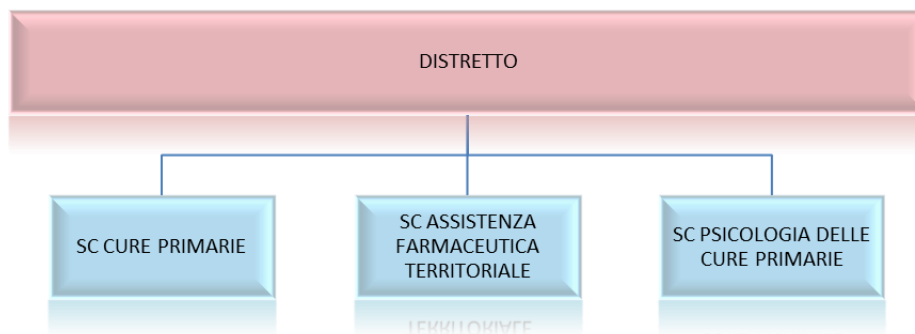 DISTRETTO
SC CURE PRIMARIE
SC ASSISTENZA
FARMACEUTICA
TERRITORIALE
SC PSICOLOGIA DELLE
CURE PRIMARIE